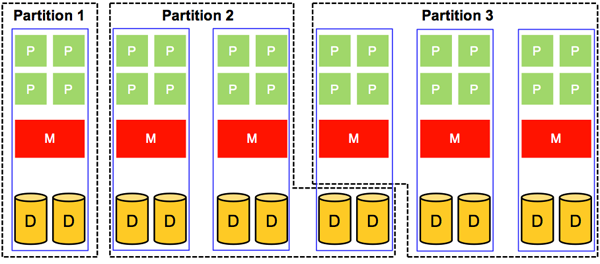 Partition 1 Partition 2 Partition 3
P P P P P P P P P P P P
P P P P P P P P P P P P
M M M M M M
D D D D D D D D D D D D